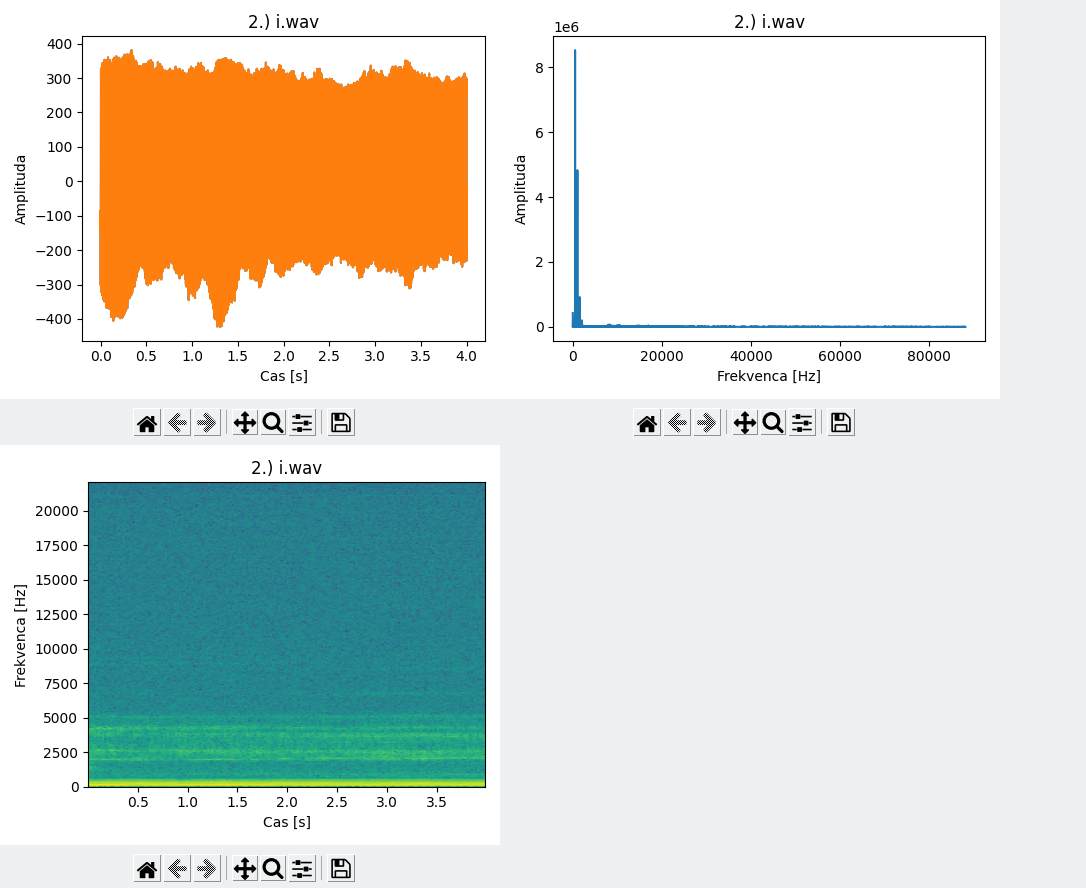 2.) i.wav
400
300
200
100
0
−100
−200
−300
−400
Amplituda
0.0 0.5 1.0 1.5 2.0 2.5 3.0 3.5 4.0
Cas [s]
2.) i.wav
1e6
8
6
4
2
0
Amplituda
0 20000 40000 60000 80000
Frekvenca [Hz]
2.) i.wav
20000
17500
15000
12500
10000
7500
5000
2500
0
Frekvenca [Hz]
0.5 1.0 1.5 2.0 2.5 3.0 3.5
Cas [s]